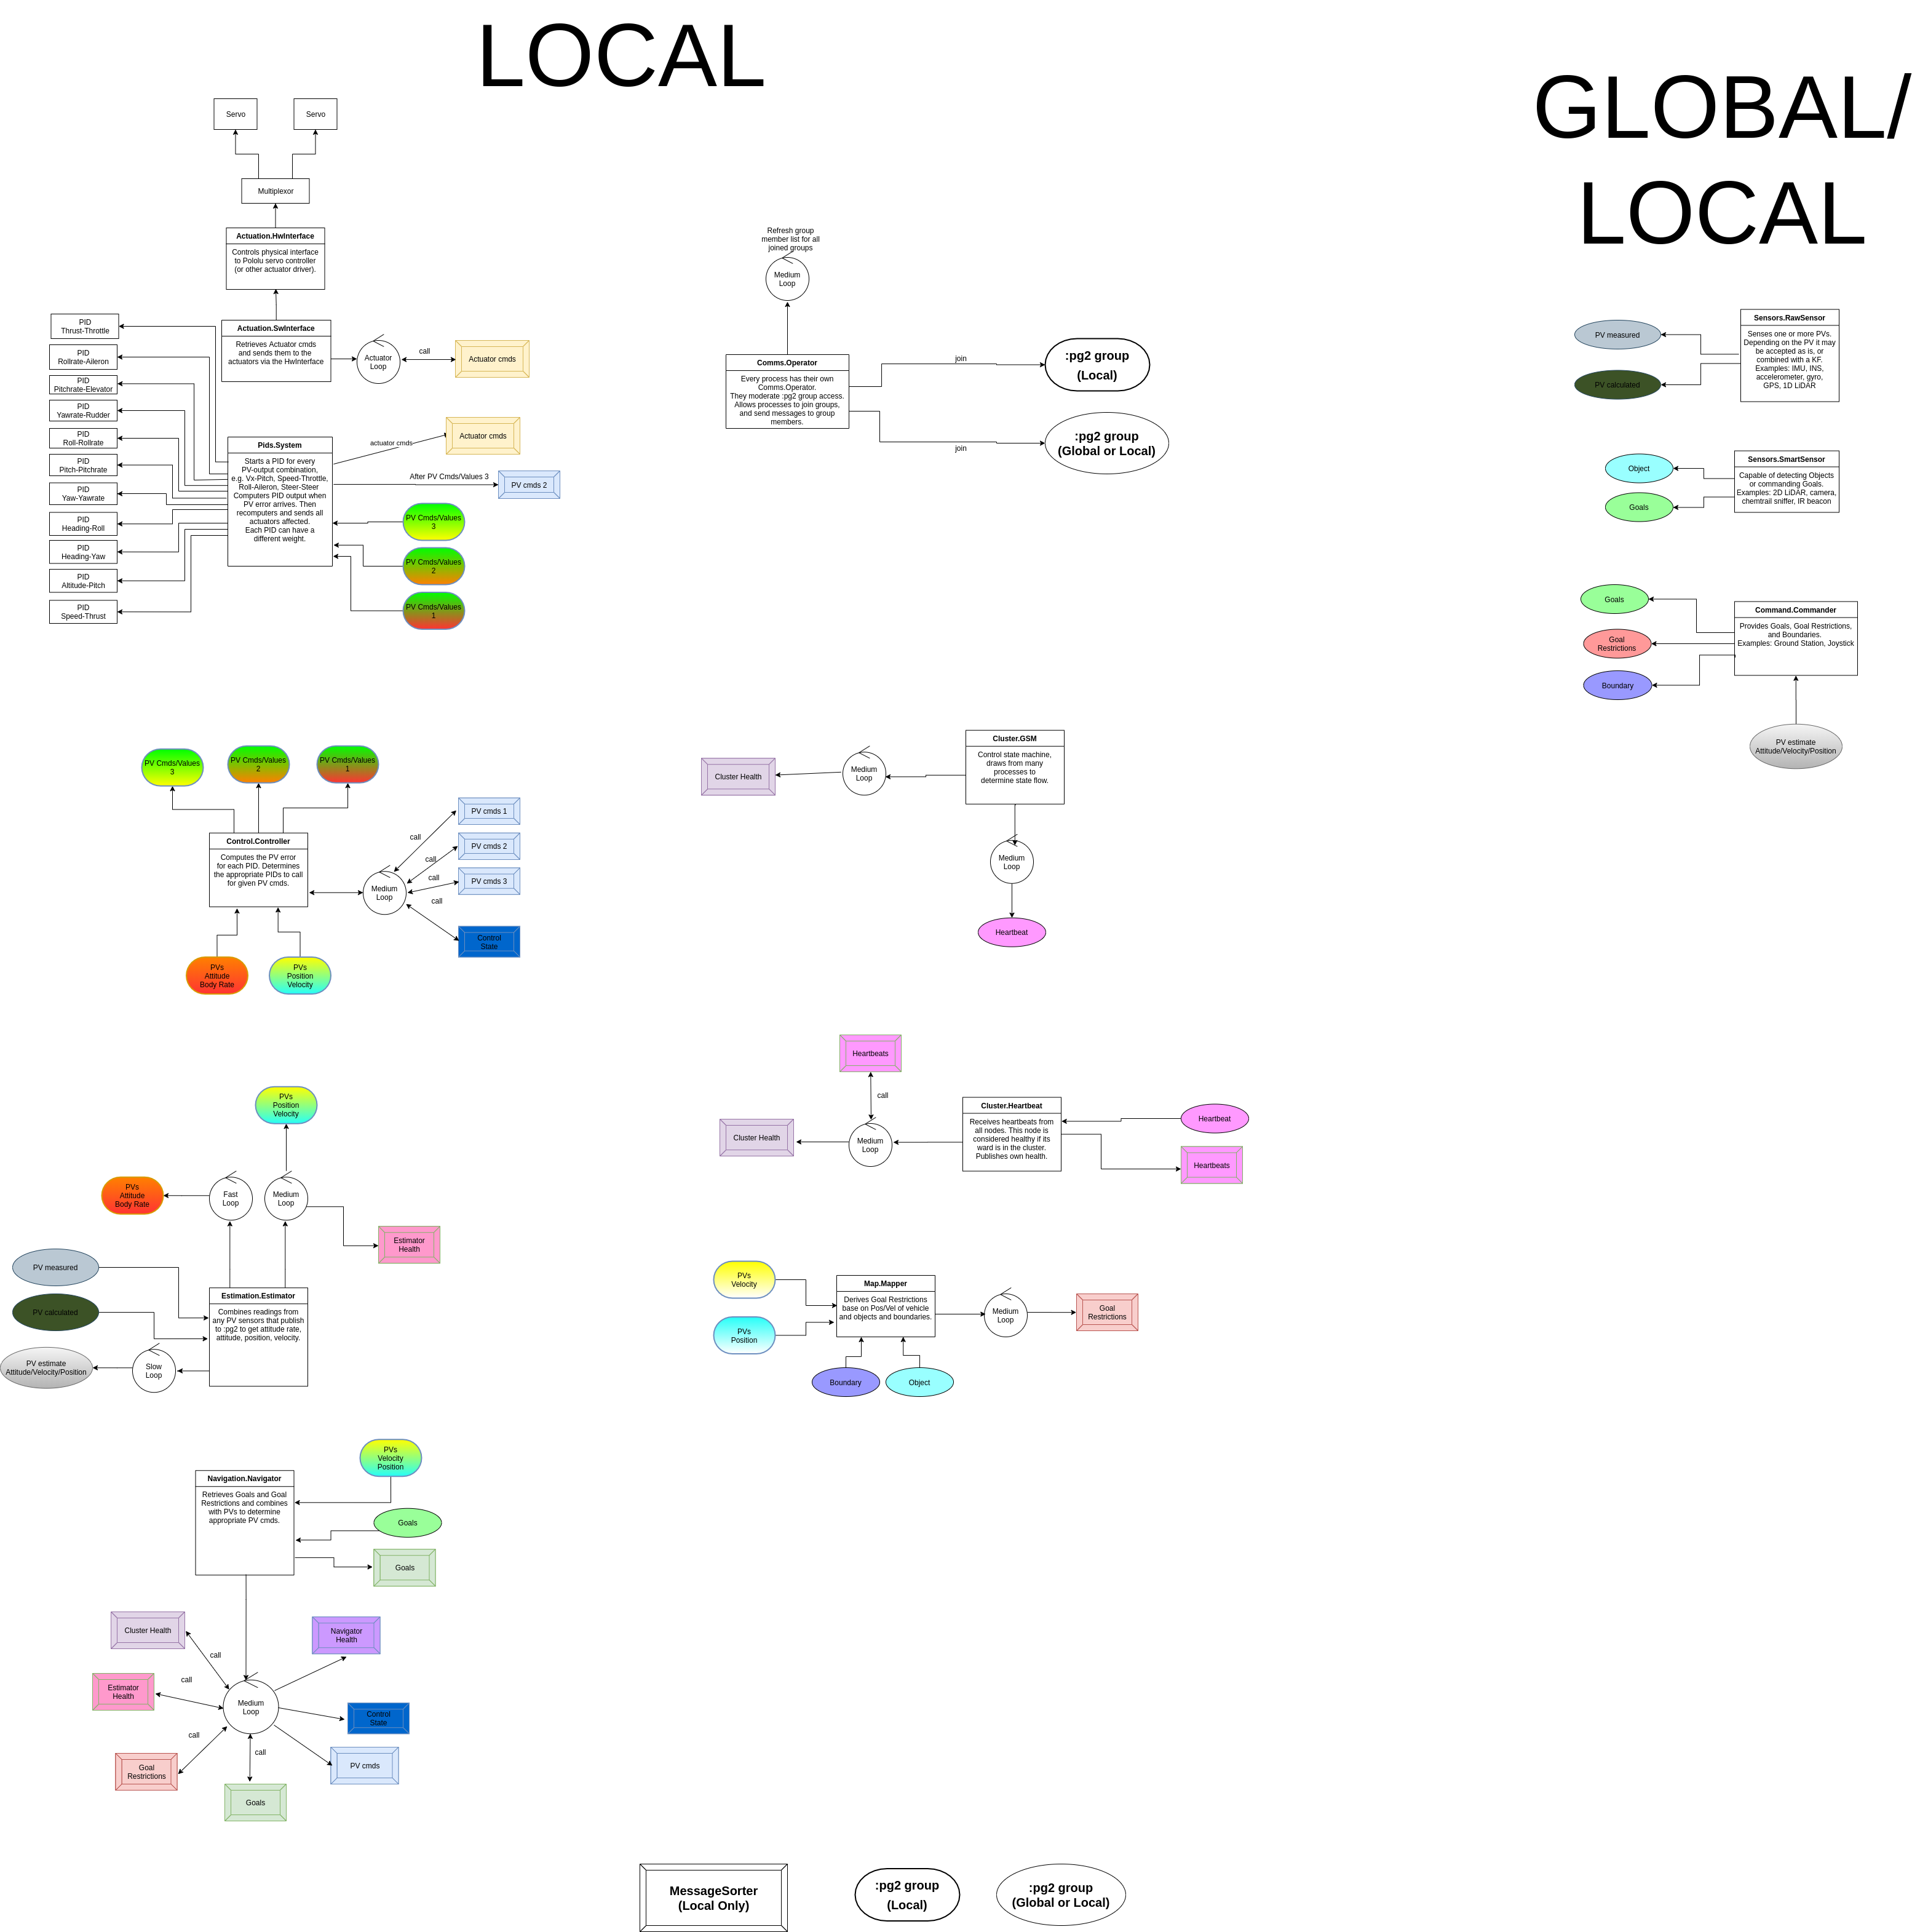 LOCAL
GLOBAL/
LOCAL
Servo
Servo
Multiplexor
Actuation.HwInterface
Controls physical interface
to Pololu servo controller
(or other actuator driver).
Actuation.SwInterface
Retrieves Actuator cmds
and sends them to the
actuators via the HwInterface
Actuator
Loop
call
Actuator cmds
PID
Thrust-Throttle
PID
Rollrate-Aileron
PID
Pitchrate-Elevator
PID
Yawrate-Rudder
PID
Roll-Rollrate
PID
Pitch-Pitchrate
PID
Yaw-Yawrate
PID
Heading-Roll
PID
Heading-Yaw
PID
Altitude-Pitch
PID
Speed-Thrust
Pids.System
Starts a PID for every
PV-output combination,
e.g. Vx-Pitch, Speed-Throttle,
Roll-Aileron, Steer-Steer
Computers PID output when
PV error arrives. Then
recomputers and sends all
actuators affected.
Each PID can have a
different weight.
actuator cmds
Actuator cmds
After PV Cmds/Values 3
PV cmds 2
PV Cmds/Values
3
PV Cmds/Values
2
PV Cmds/Values
1
Refresh group
member list for all
joined groups
Medium
Loop
Comms.Operator
Every process has their own
Comms.Operator.
They moderate :pg2 group access.
Allows processes to join groups,
and send messages to group
members.
join
:pg2 group
(Local)
join
:pg2 group
(Global or Local)
PV measured
PV calculated
Sensors.RawSensor
Senses one or more PVs.
Depending on the PV it may
be accepted as is, or
combined with a KF.
Examples: IMU, INS,
accelerometer, gyro,
GPS, 1D LiDAR
Object
Goals
Sensors.SmartSensor
Capable of detecting Objects
or commanding Goals.
Examples: 2D LiDAR, camera,
chemtrail sniffer, IR beacon
Goals
Goal
Restrictions
Boundary
Command.Commander
Provides Goals, Goal Restrictions,
and Boundaries.
Examples: Ground Station, Joystick
PV estimate
Attitude/Velocity/Position
PV Cmds/Values
3
PV Cmds/Values
2
PV Cmds/Values
1
Control.Controller
Computes the PV error
for each PID. Determines
the appropriate PIDs to call
for given PV cmds.
Medium
Loop
call
call
call
call
PV cmds 1
PV cmds 2
PV cmds 3
Control
State
PVs
Attitude
Body Rate
PVs
Position
Velocity
Cluster Health
Medium
Loop
Cluster.GSM
Control state machine,
draws from many
processes to
determine state flow.
Medium
Loop
Heartbeat
Heartbeats
call
Cluster Health
Medium
Loop
Cluster.Heartbeat
Receives heartbeats from
all nodes. This node is
considered healthy if its
ward is in the cluster.
Publishes own health.
Heartbeat
Heartbeats
PVs
Position
Velocity
PVs
Attitude
Body Rate
Fast
Loop
Medium
Loop
Estimator
Health
PV measured
PV calculated
PV estimate
Attitude/Velocity/Position
Slow
Loop
Estimation.Estimator
Combines readings from
any PV sensors that publish
to :pg2 to get attitude rate,
attitude, position, velocity.
PVs
Velocity
PVs
Position
Map.Mapper
Derives Goal Restrictions
base on Pos/Vel of vehicle
and objects and boundaries.
Medium
Loop
Goal
Restrictions
Boundary
Object
PVs
Velocity
Position
Navigation.Navigator
Retrieves Goals and Goal
Restrictions and combines
with PVs to determine
appropriate PV cmds.
Goals
Goals
Cluster Health
call
Estimator
Health
call
Goal
Restrictions
call
Medium
Loop
call
Goals
Navigator
Health
Control
State
PV cmds
MessageSorter
(Local Only)
:pg2 group
(Local)
:pg2 group
(Global or Local)